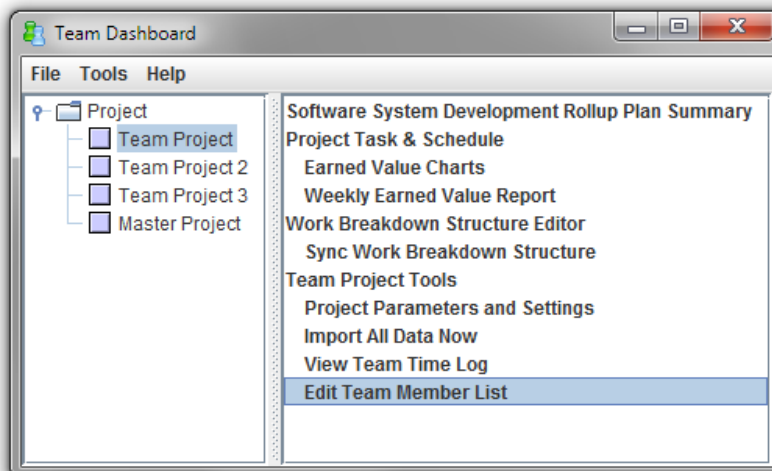 Team Dashboard
File Tools Help
Project
Team Project
Team Project 2
Team Project 3
Master Project
Software System Development Rollup Plan Summary
Project Task & Schedule
Earned Value Charts
Weekly Earned Value Report
Work Breakdown Structure Editor
Sync Work Breakdown Structure
Team Project Tools
Project Parameters and Settings
Import All Data Now
View Team Time Log
Edit Team Member List